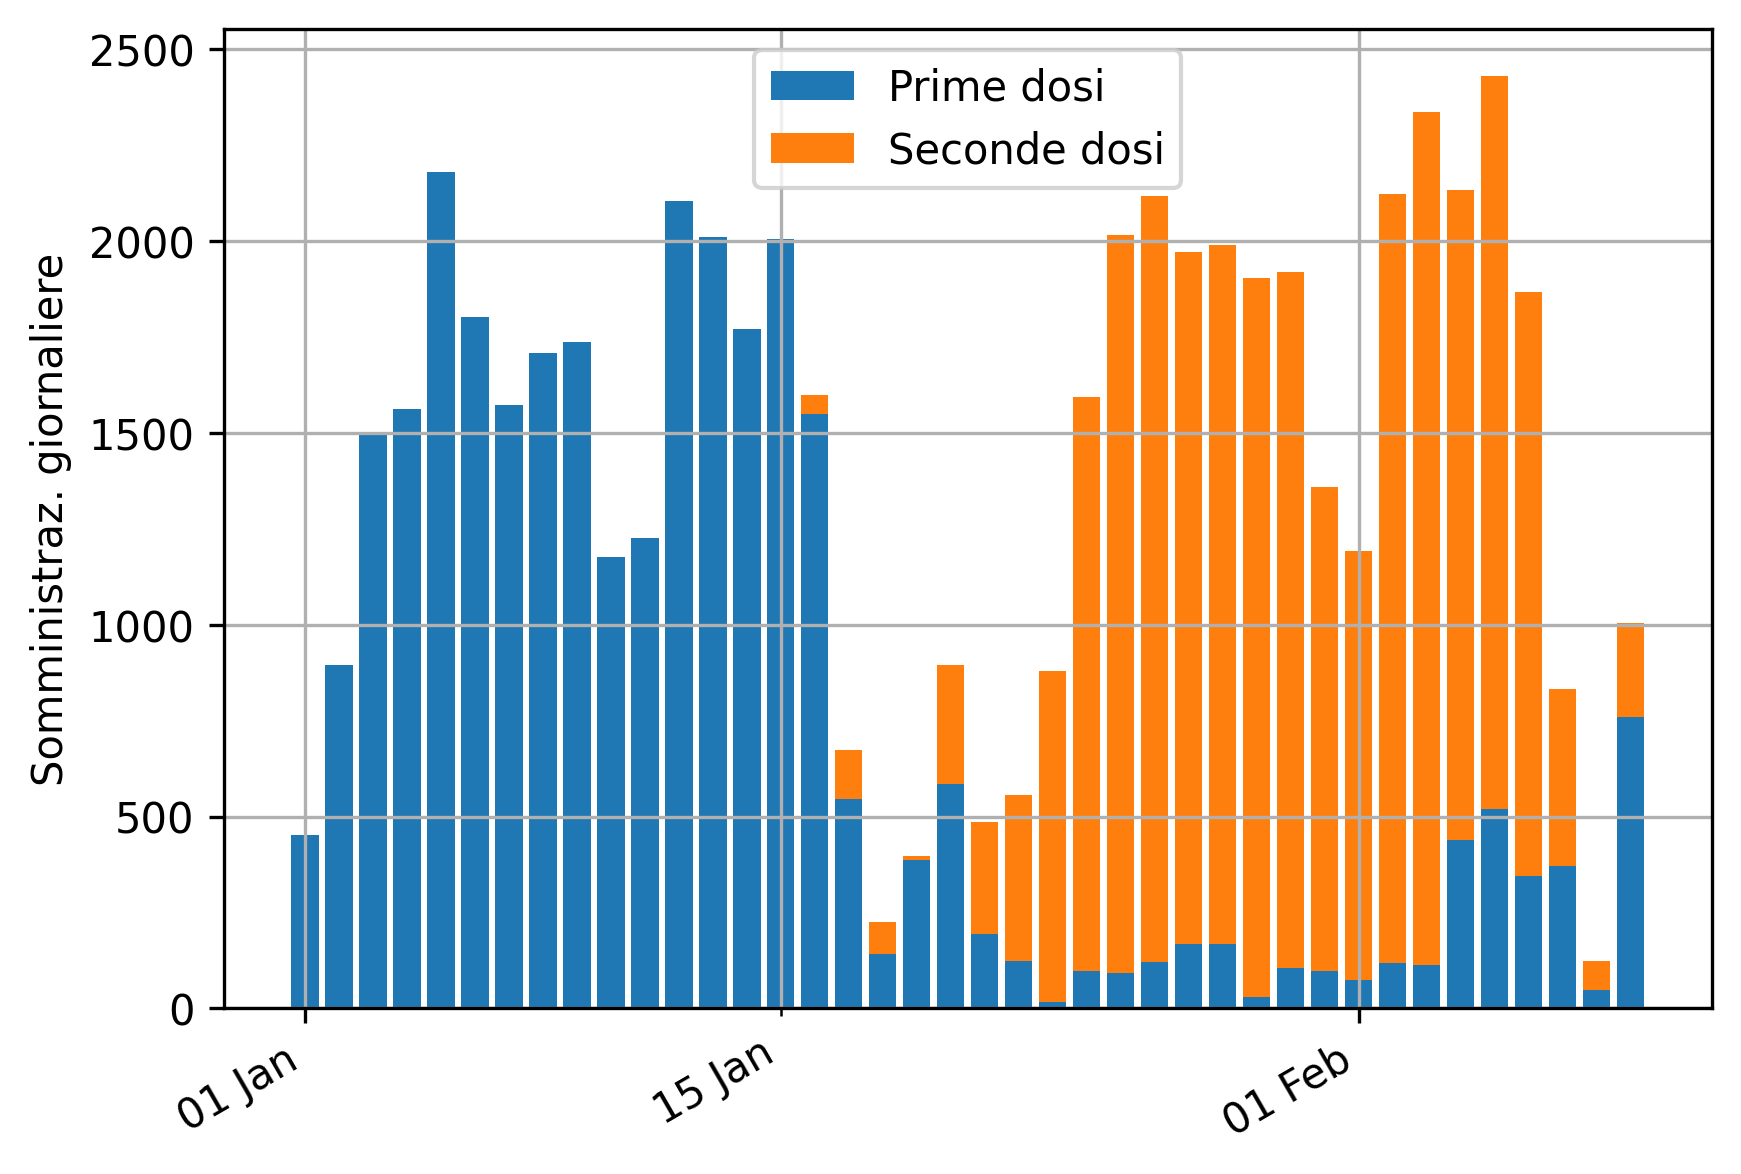 Somministraz. giornaliere
2500
2000
1500
1000
500
0
Prime dosi
Seconde dosi
01 Jan
15 Jan
01 Feb